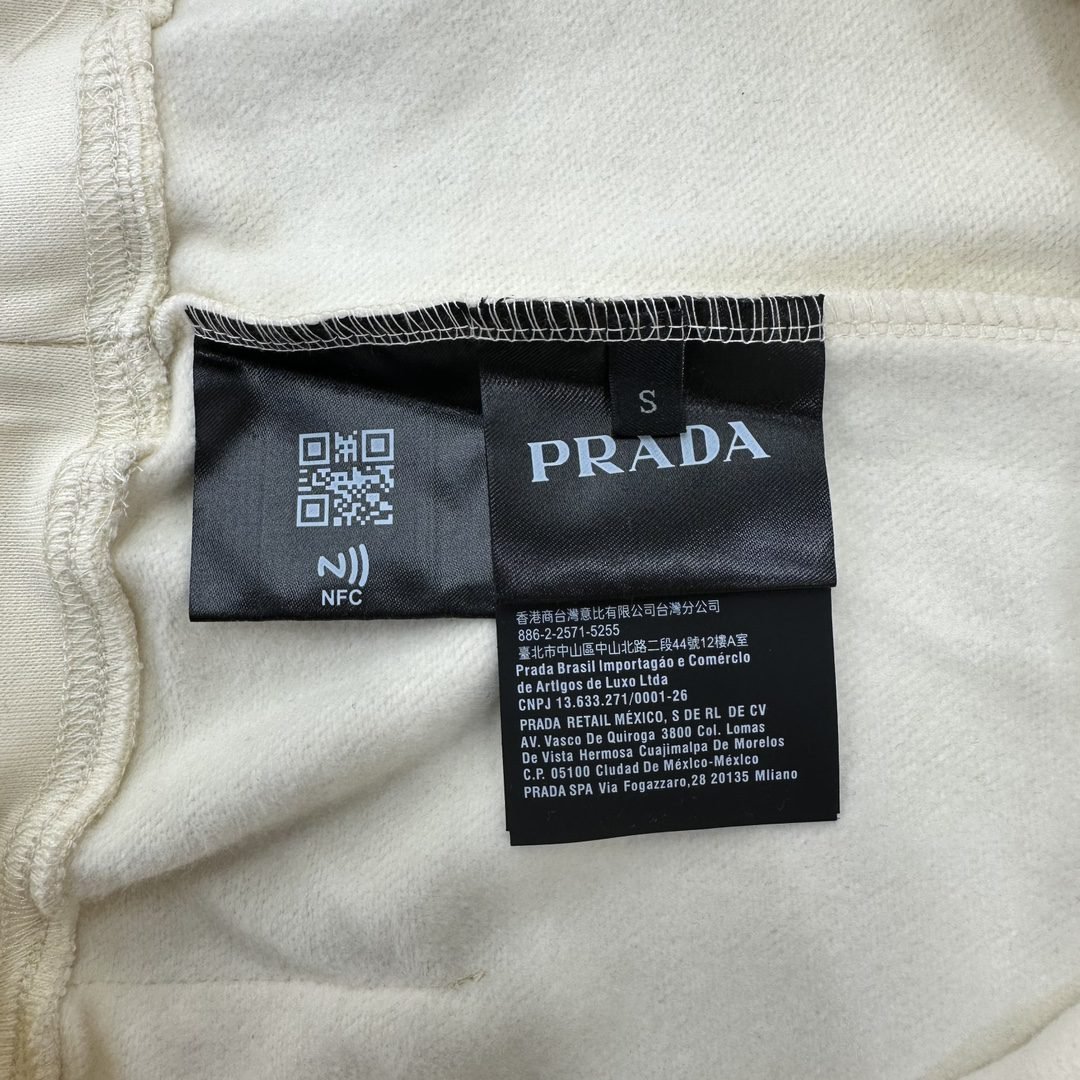 S
PRADA
NFC
香港商台灣意比有限公司台灣分公司
886-2-2571-5255
臺北市中山區中山北路二段44號12樓A室
Prada Brasil Importagáo e Comérclo
de Artlgos de Luxo Ltda
CNPJ 13.633.271/0001-26
PRADA RETAIL MÉXICO, S DE RL DE CV
AV. Vasco De Quiroga 3800 Col. Lomas
De Vista Hermosa Cuajimalpa De Morelos
C.P. 05100 Cludad De Méxlco-México
PRADA SPA Via Fogazzaro,28 20135 Mliano